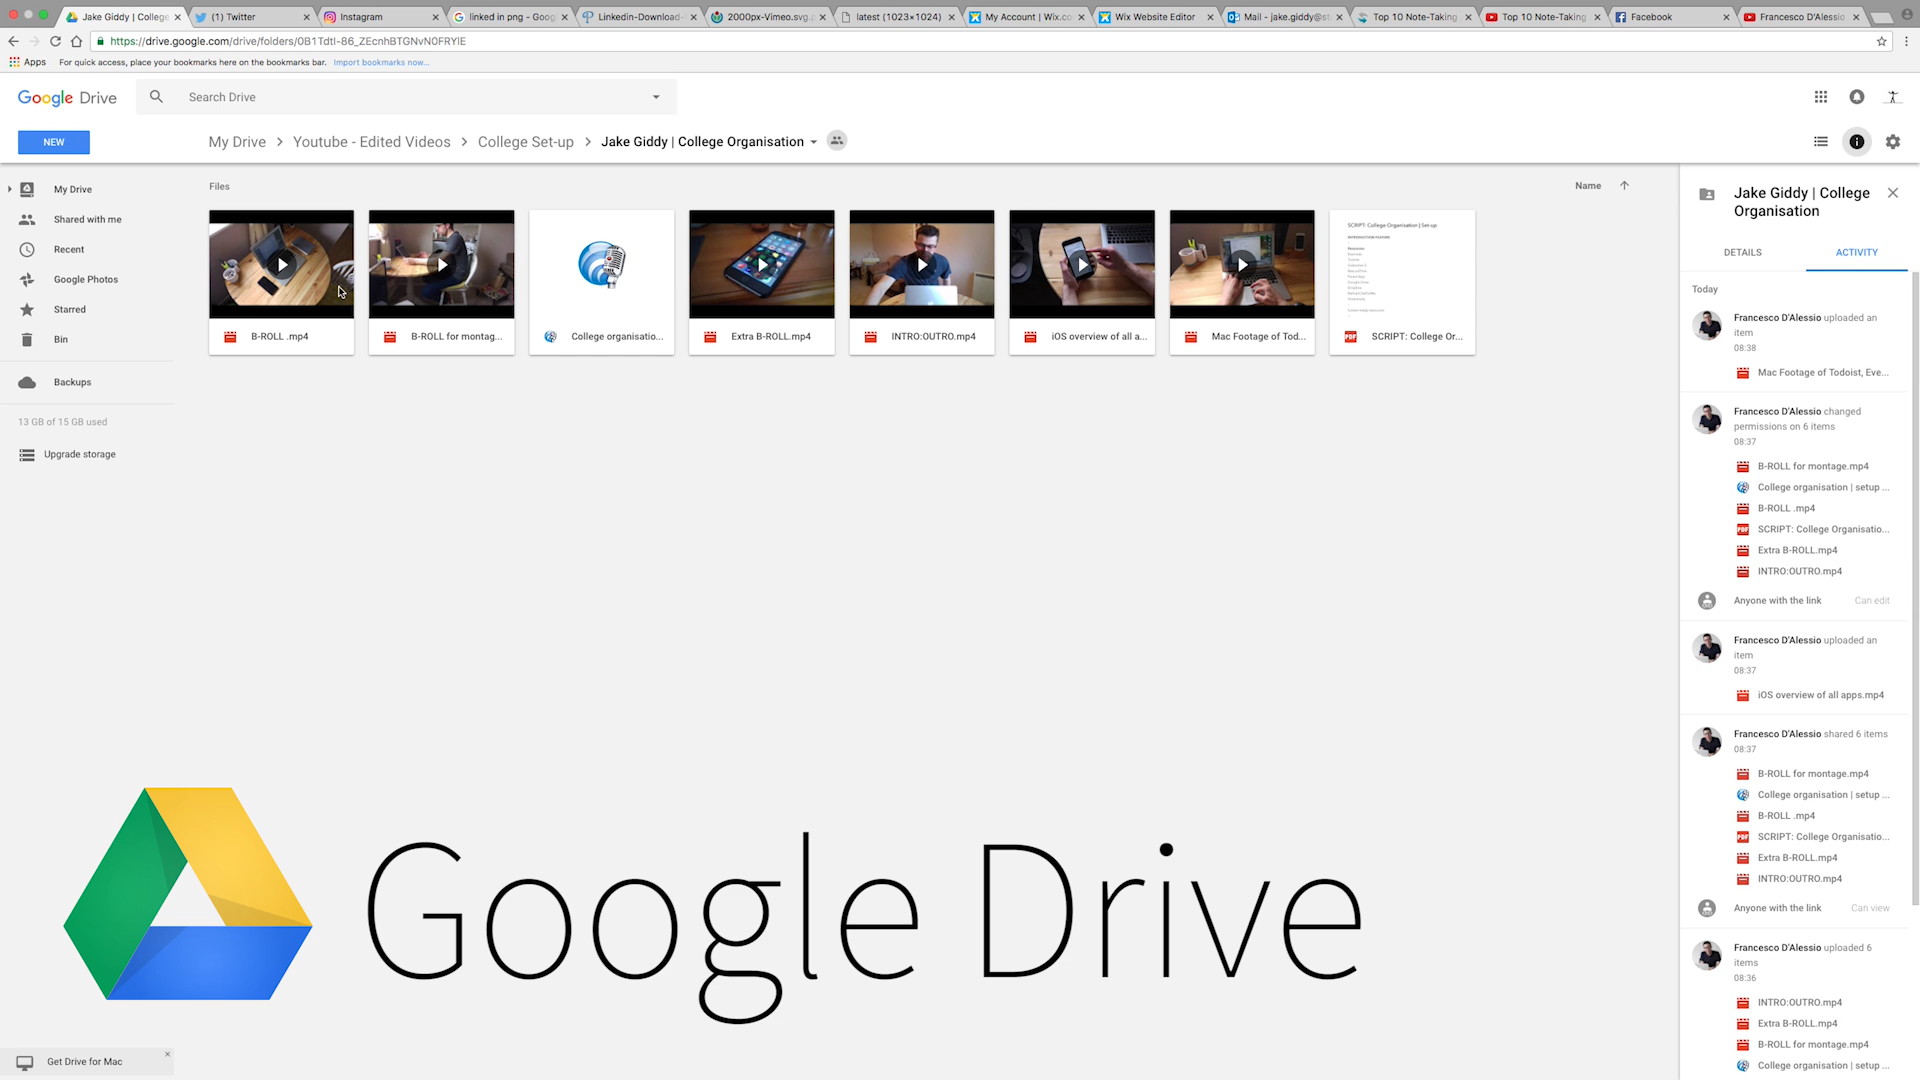 Jake Giddy | College
(1) Twitter
Instagram
linked in png - Goog
Linkedin-Download-
2000px-Vimeo.svg.p
latest (1023×1024)
My Account | Wix.co
Wix Website Editor
Mail - jake.giddy@st
Top 10 Note-Taking
Top 10 Note-Taking
Facebook
Francesco D'Alessio
https://drive.google.com/drive/folders/0B1TdtI-86_ZEcnhBTGNvN0FRYlE
Apps For quick access, place your bookmarks here on the bookmarks bar. Import bookmarks now...
Google Drive
Search Drive
NEW
My Drive > Youtube - Edited Videos > College Set-up > Jake Giddy | College Organisation
My Drive
Shared with me
Recent
Google Photos
Starred
Bin
Backups
13 GB of 15 GB used
Upgrade storage
Files
Name
SCRIPT: College Organisation | Set-up
B-ROLL .mp4
B-ROLL for montag...
College organisatio...
Extra B-ROLL.mp4
INTRO:OUTRO.mp4
iOS overview of all a...
Mac Footage of Tod...
SCRIPT: College Or...
Jake Giddy | College
Organisation
DETAILS
ACTIVITY
Today
Francesco D'Alessio uploaded an
item
08:38
Mac Footage of Todoist, Eve...
Francesco D'Alessio changed
permissions on 6 items
08:37
B-ROLL for montage.mp4
College organisation | setup ...
B-ROLL .mp4
SCRIPT: College Organisatio...
Extra B-ROLL.mp4
INTRO:OUTRO.mp4
Anyone with the link Can edit
Francesco D'Alessio uploaded an
item
08:37
iOS overview of all apps.mp4
Francesco D'Alessio shared 6 items
08:37
B-ROLL for montage.mp4
College organisation | setup ...
B-ROLL .mp4
SCRIPT: College Organisatio...
Extra B-ROLL.mp4
INTRO:OUTRO.mp4
Anyone with the link Can view
Francesco D'Alessio uploaded 6
items
08:36
INTRO:OUTRO.mp4
Extra B-ROLL.mp4
B-ROLL for montage.mp4
College organisation | setup ...
Google Drive
Get Drive for Mac